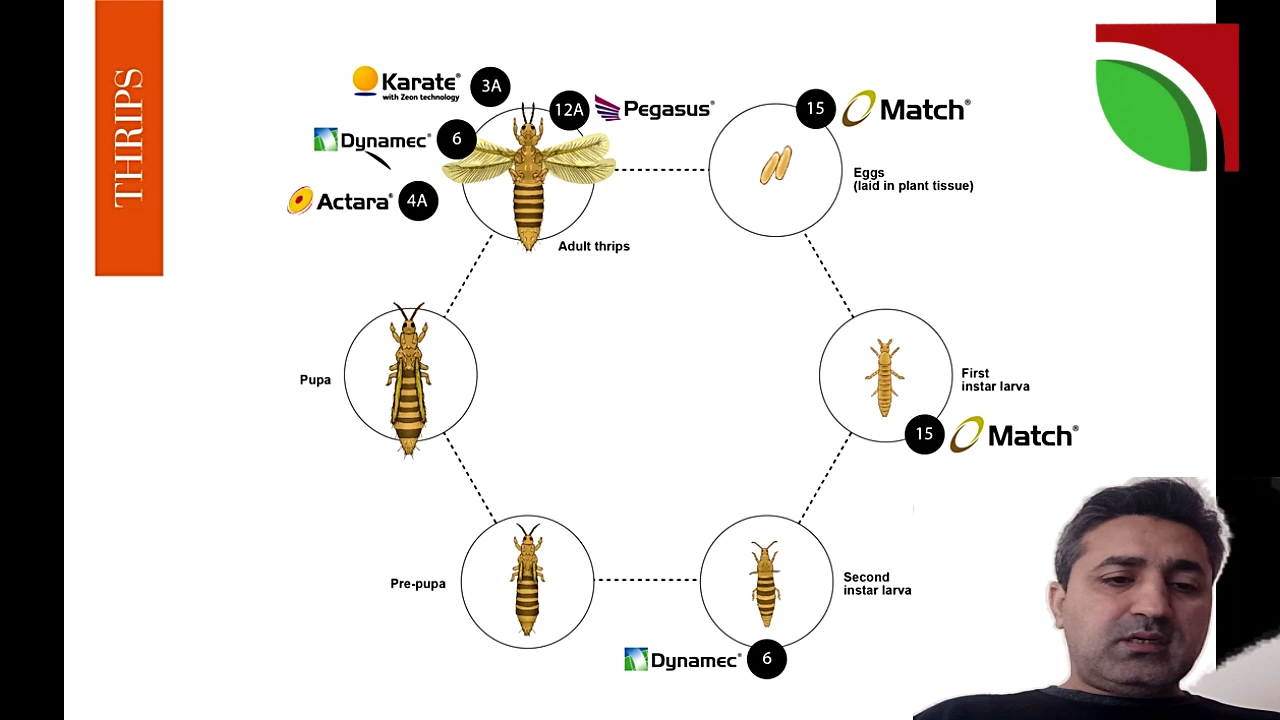 THRIPS
Karate®
with Zeon technology
3A
12A
Pegasus®
Dynamec®
6
Actara®
4A
Adult thrips
15
Match®
Eggs
(laid in plant tissue)
First
instar larva
15
Match®
Second
instar larva
Dynamec®
6
Pre-pupa
Pupa